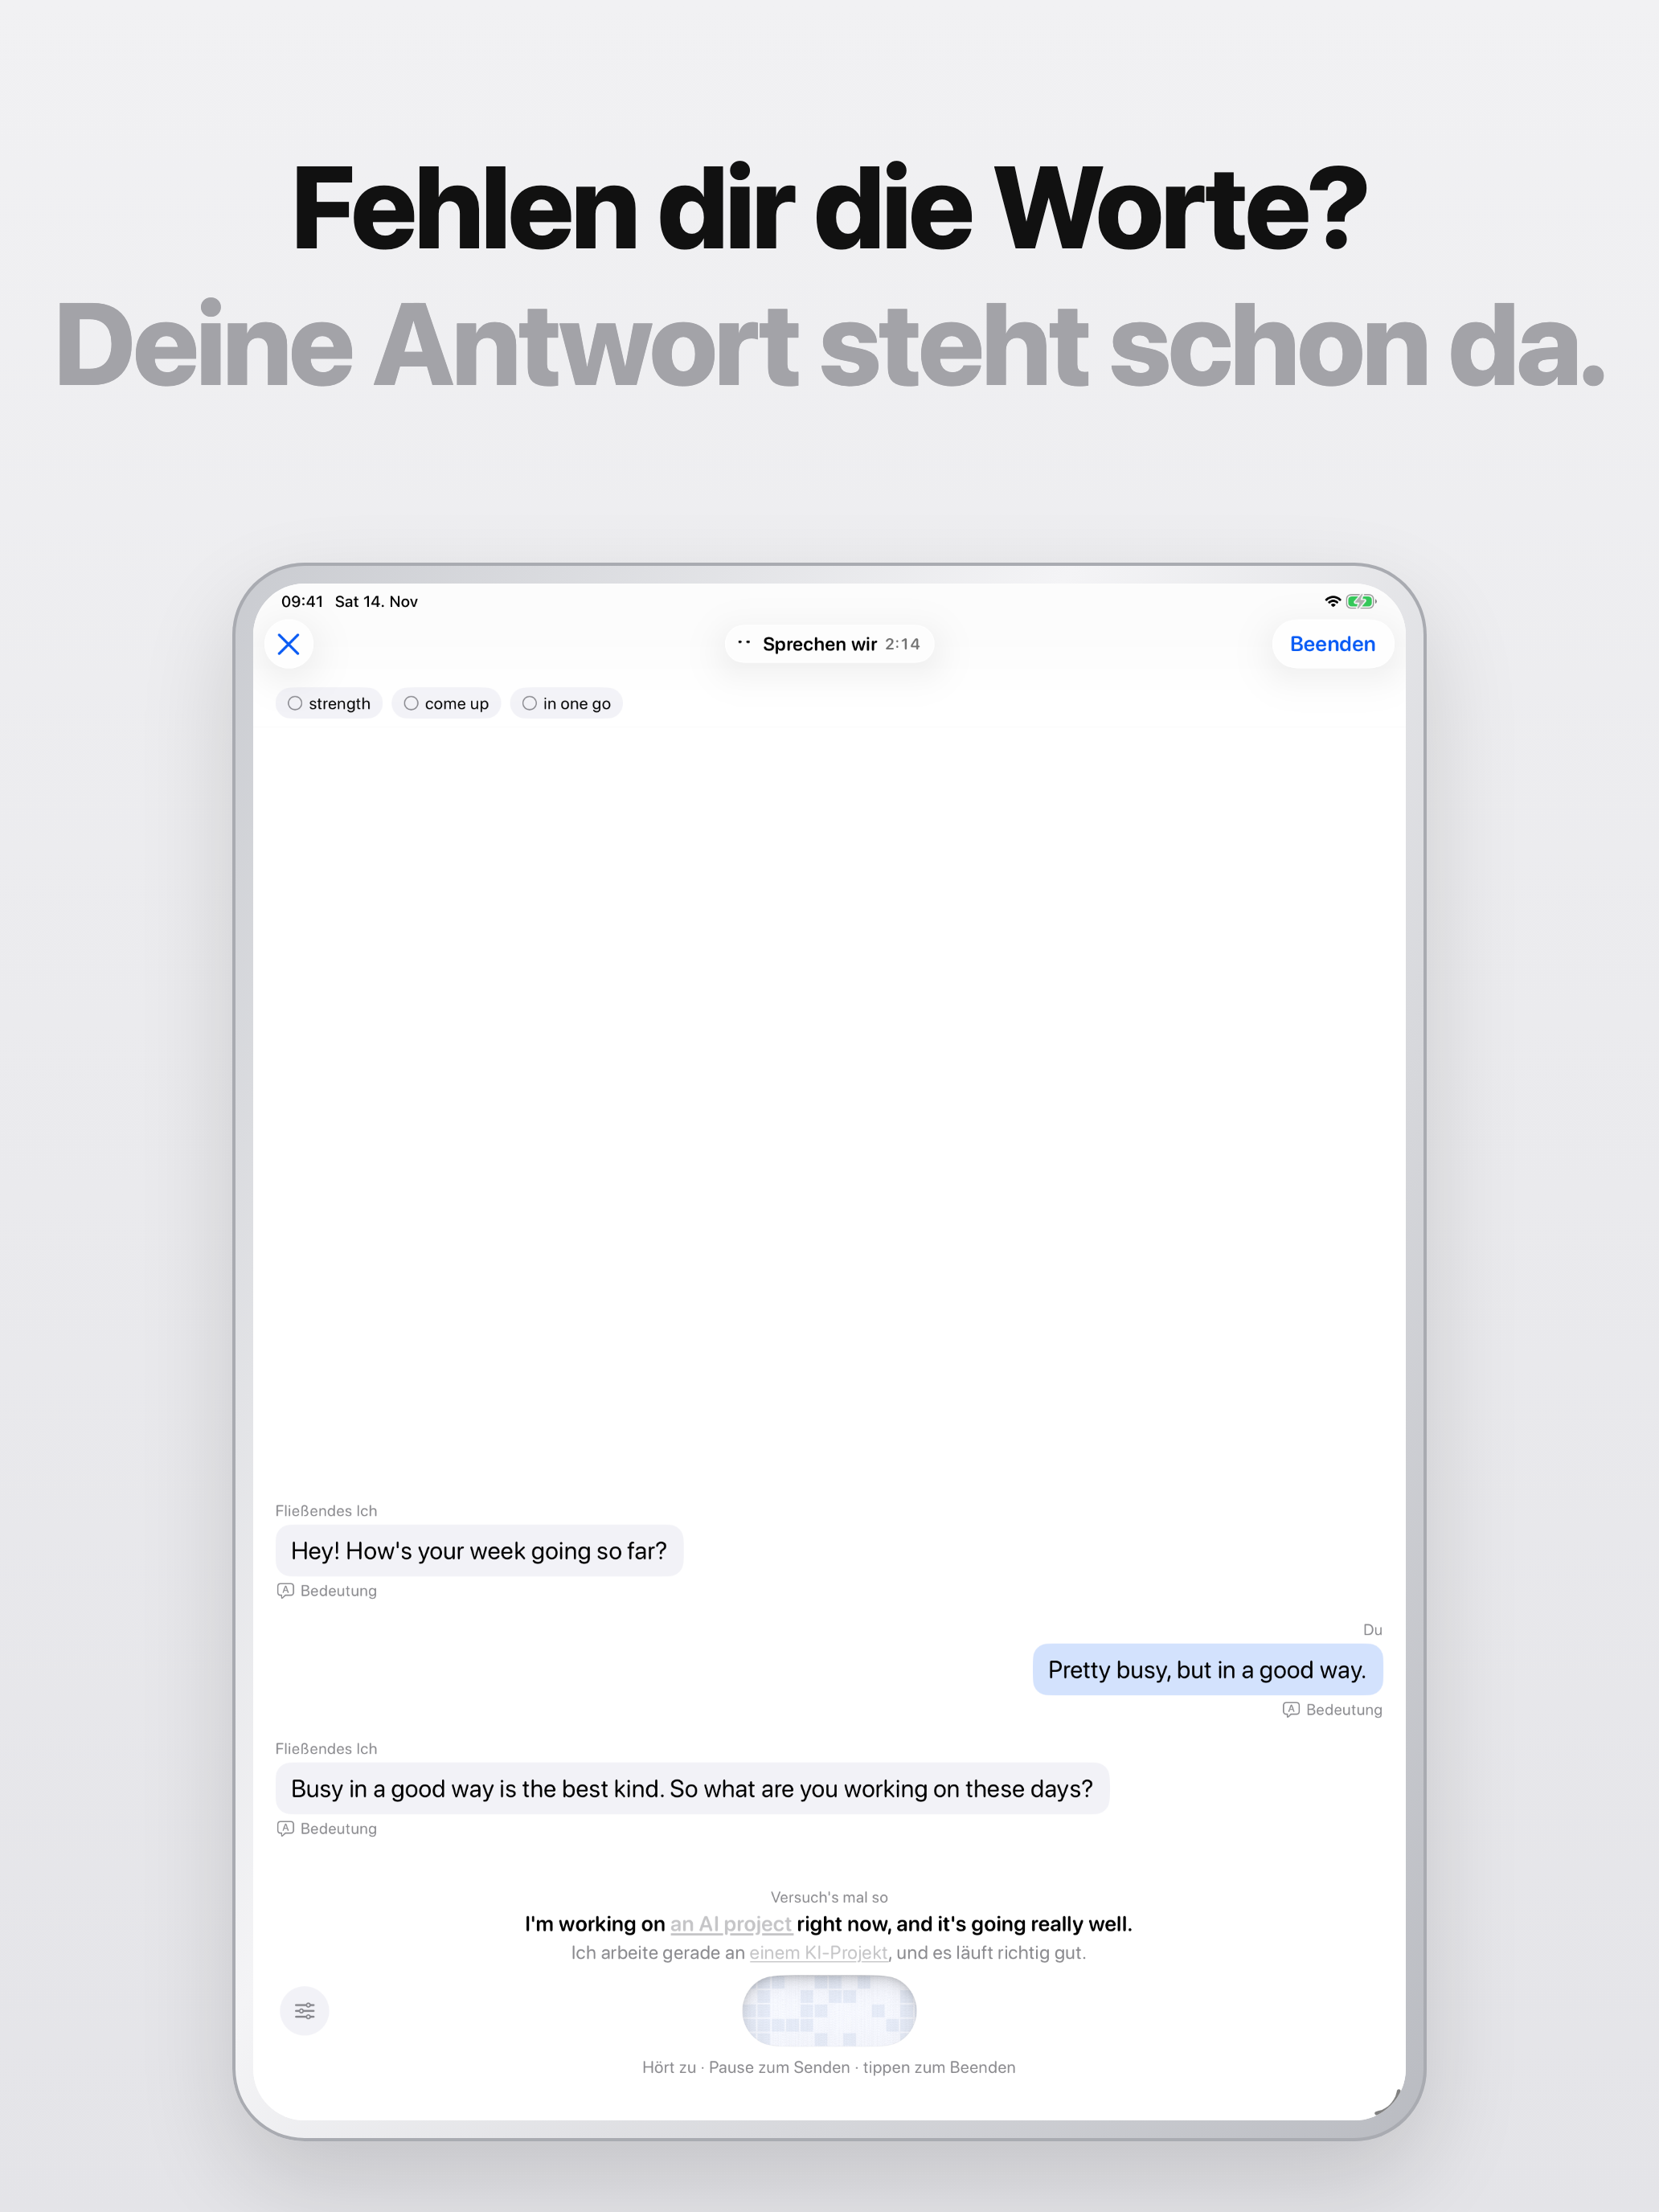 Fehlen dir die Worte?
Deine Antwort steht schon da.
09:41 Sat 14. Nov
Sprechen wir 2:14
Beenden
strength
come up
in one go
Fließendes Ich
Hey! How's your week going so far?
Bedeutung
Du
Pretty busy, but in a good way.
Bedeutung
Fließendes Ich
Busy in a good way is the best kind. So what are you working on these days?
Bedeutung
Versuch's mal so
I'm working on an AI project right now, and it's going really well.
Ich arbeite gerade an einem KI-Projekt, und es läuft richtig gut.
Hört zu · Pause zum Senden · tippen zum Beenden